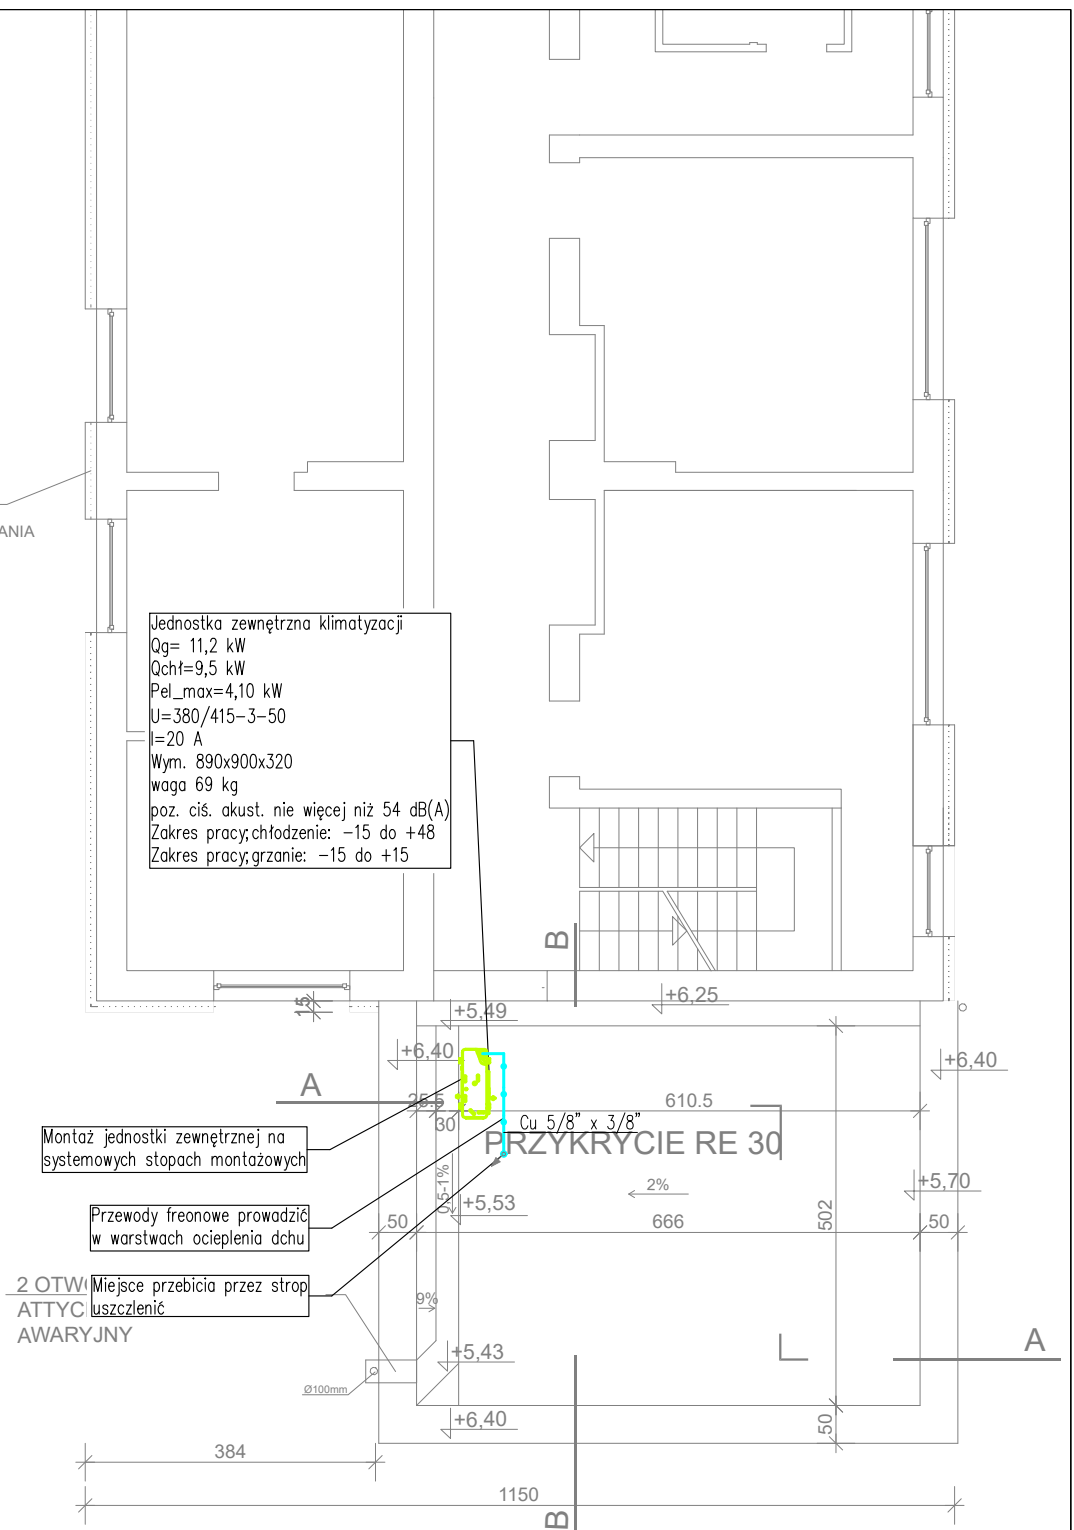 ANIA
Jednostka zewnętrzna klimatyzacji
Qg= 11,2 kW
Qchł=9,5 kW
Pel_max=4,10 kW
U=380/415-3-50
I=20 A
Wym. 890x900x320
waga 69 kg
poz. ciś. akust. nie więcej niż 54 dB(A)
Zakres pracy;chłodzenie: -15 do +48
Zakres pracy;grzanie: -15 do +15
B
15
+5,49
+6,25
+6,40
+6,40
A
25.5
610.5
30
Cu 5/8" x 3/8"
PRZYKRYCIE RE 30
Montaż jednostki zewnętrznej na
systemowych stopach montażowych
0,5-1%
2%
+5,70
+5,53
Przewody freonowe prowadzić
w warstwach ocieplenia dchu
50
666
502
50
2 OTW
ATTYC
AWARYJNY
Miejsce przebicia przez strop
uszczlenić
9%
+5,43
A
Ø100mm
+6,40
50
384
1150
B